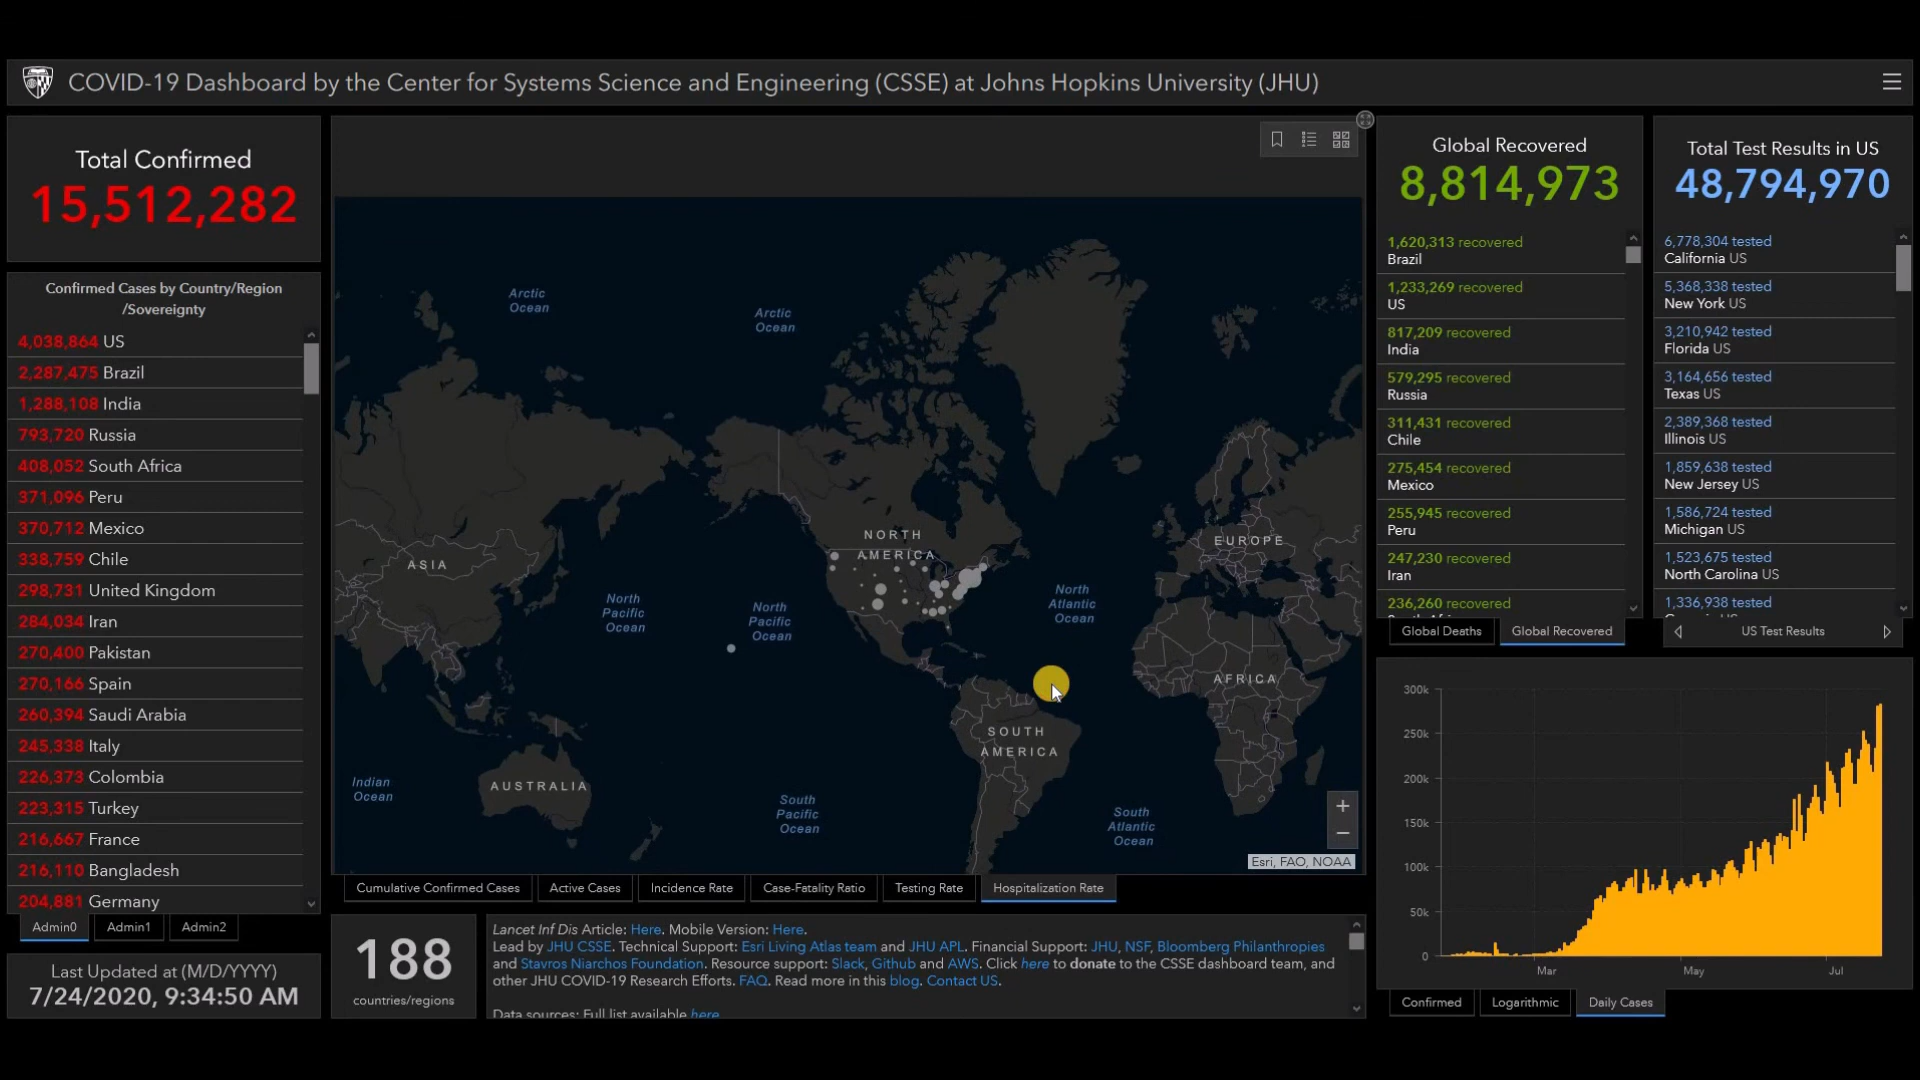 COVID-19 Dashboard by the Center for Systems Science and Engineering (CSSE) at Johns Hopkins University (JHU)
Total Confirmed
15,512,282
Confirmed Cases by Country/Region
/Sovereignty
4,038,864 US
2,287,475 Brazil
1,288,108 India
793,720 Russia
408,052 South Africa
371,096 Peru
370,712 Mexico
338,759 Chile
298,731 United Kingdom
284,034 Iran
270,400 Pakistan
270,166 Spain
260,394 Saudi Arabia
245,338 Italy
226,373 Colombia
223,315 Turkey
216,667 France
216,110 Bangladesh
204,881 Germany
Admin0 Admin1 Admin2
Last Updated at (M/D/YYYY)
7/24/2020, 9:34:50 AM
Arctic
Ocean
Arctic
Ocean
NORTH
AMERICA
ASIA
EUROPE
North
Pacific
Ocean
North
Pacific
Ocean
North
Atlantic
Ocean
AFRICA
SOUTH
AMERICA
AUSTRALIA
Indian
Ocean
South
Pacific
Ocean
South
Atlantic
Ocean
+
−
Esri, FAO, NOAA
Cumulative Confirmed Cases Active Cases Incidence Rate Case-Fatality Ratio Testing Rate Hospitalization Rate
188
countries/regions
Lancet Inf Dis Article: Here. Mobile Version: Here.
Lead by JHU CSSE. Technical Support: Esri Living Atlas team and JHU APL. Financial Support: JHU, NSF, Bloomberg Philanthropies
and Stavros Niarchos Foundation. Resource support: Slack, Github and AWS. Click here to donate to the CSSE dashboard team, and
other JHU COVID-19 Research Efforts. FAQ. Read more in this blog. Contact US.
Data sources: Full list available here
Global Recovered
8,814,973
1,620,313 recovered
Brazil
1,233,269 recovered
US
817,209 recovered
India
579,295 recovered
Russia
311,431 recovered
Chile
275,454 recovered
Mexico
255,945 recovered
Peru
247,230 recovered
Iran
236,260 recovered
Global Deaths Global Recovered
Total Test Results in US
48,794,970
6,778,304 tested
California US
5,368,338 tested
New York US
3,210,942 tested
Florida US
3,164,656 tested
Texas US
2,389,368 tested
Illinois US
1,859,638 tested
New Jersey US
1,586,724 tested
Michigan US
1,523,675 tested
North Carolina US
1,336,938 tested
US Test Results
300k
250k
200k
150k
100k
50k
0
Mar May Jul
Confirmed Logarithmic Daily Cases